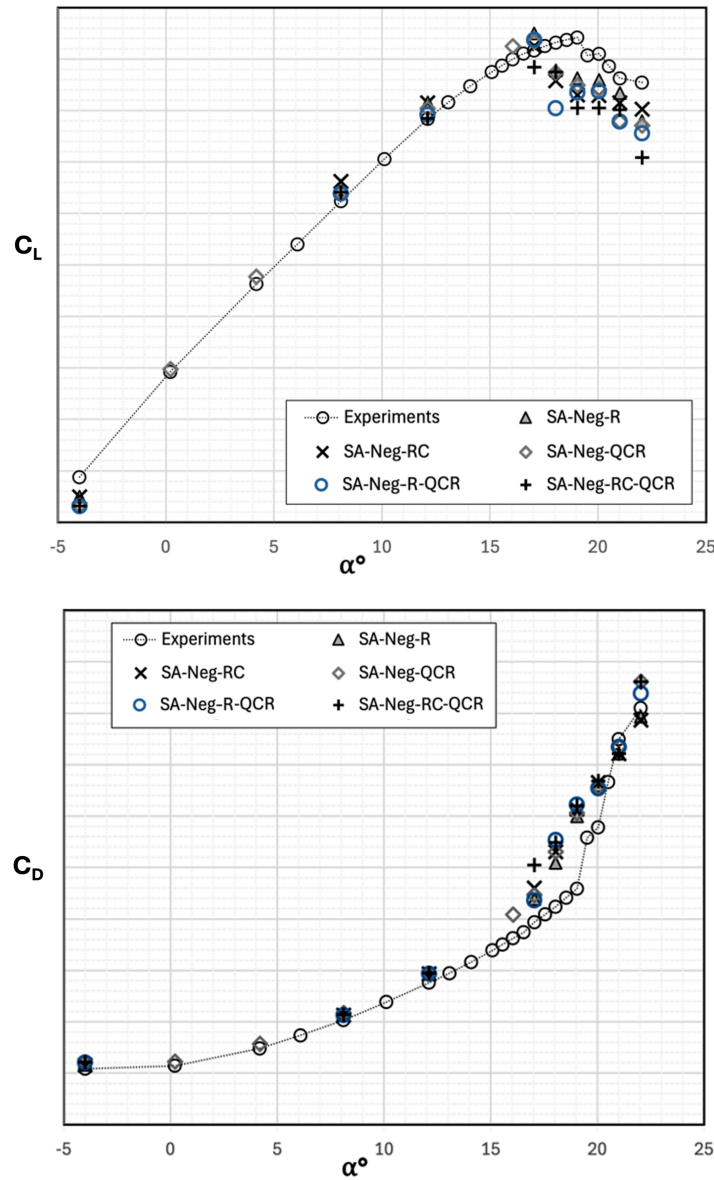 C_L
Experiments SA-Neg-R
SA-Neg-RC SA-Neg-QCR
SA-Neg-R-QCR SA-Neg-RC-QCR
-5 0 5 10 15 20 25
α°
Experiments SA-Neg-R
SA-Neg-RC SA-Neg-QCR
SA-Neg-R-QCR SA-Neg-RC-QCR
C_D
-5 0 5 10 15 20 25
α°